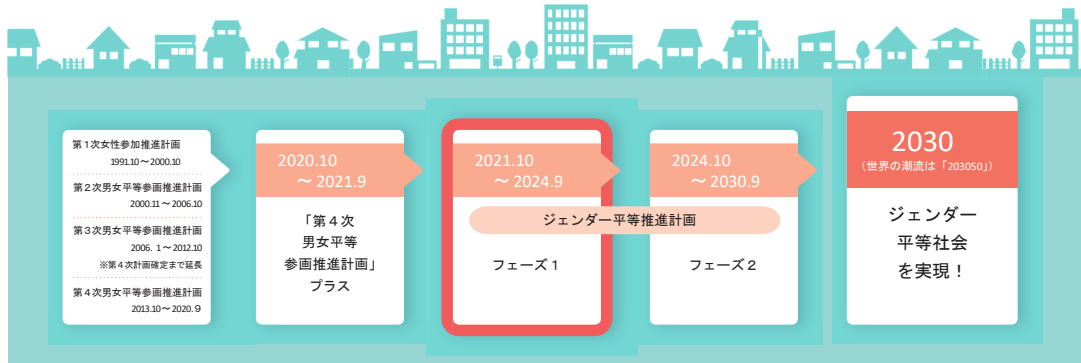 第1次女性参加推進計画
1991.10～2000.10
第2次男女平等参画推進計画
2000.11～2006.10
第3次男女平等参画推進計画
2006. 1～2012.10
※第4次計画確定まで延長
第4次男女平等参画推進計画
2013.10～2020. 9
2020.10
～2021.9
「第4次
男女平等
参画推進計画」
プラス
2021.10
～2024.9
2024.10
～2030.9
ジェンダー平等推進計画
フェーズ1
フェーズ2
2030
（世界の潮流は「203050」）
ジェンダー
平等社会
を実現！